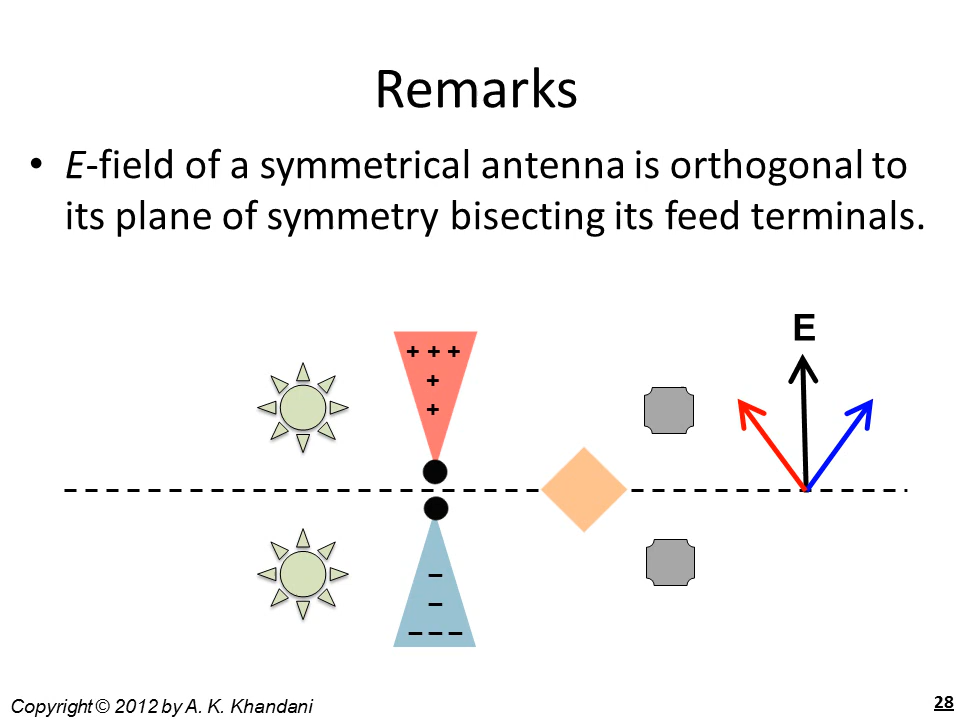 Remarks
• E-field of a symmetrical antenna is orthogonal to
its plane of symmetry bisecting its feed terminals.
E
+ + +
+
+
–
–
– – –
Copyright © 2012 by A. K. Khandani
28